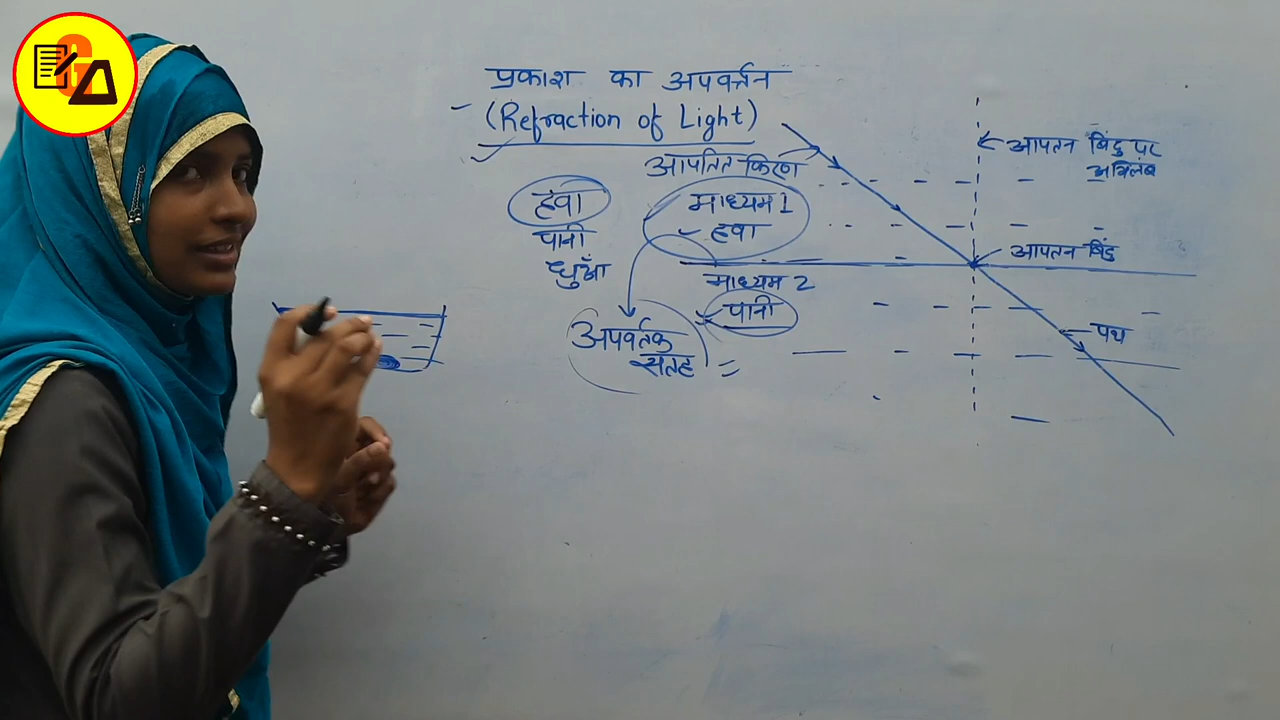 प्रकाश का अपवर्त्तन
(Refraction of Light)
आपतित किरण
आपतन बिंदु पर
अभिलंब
हवा
पानी
धुआँ
माध्यम 1
हवा
आपतन बिंदु
माध्यम 2
पानी
अपवर्तक
सतह
पथ